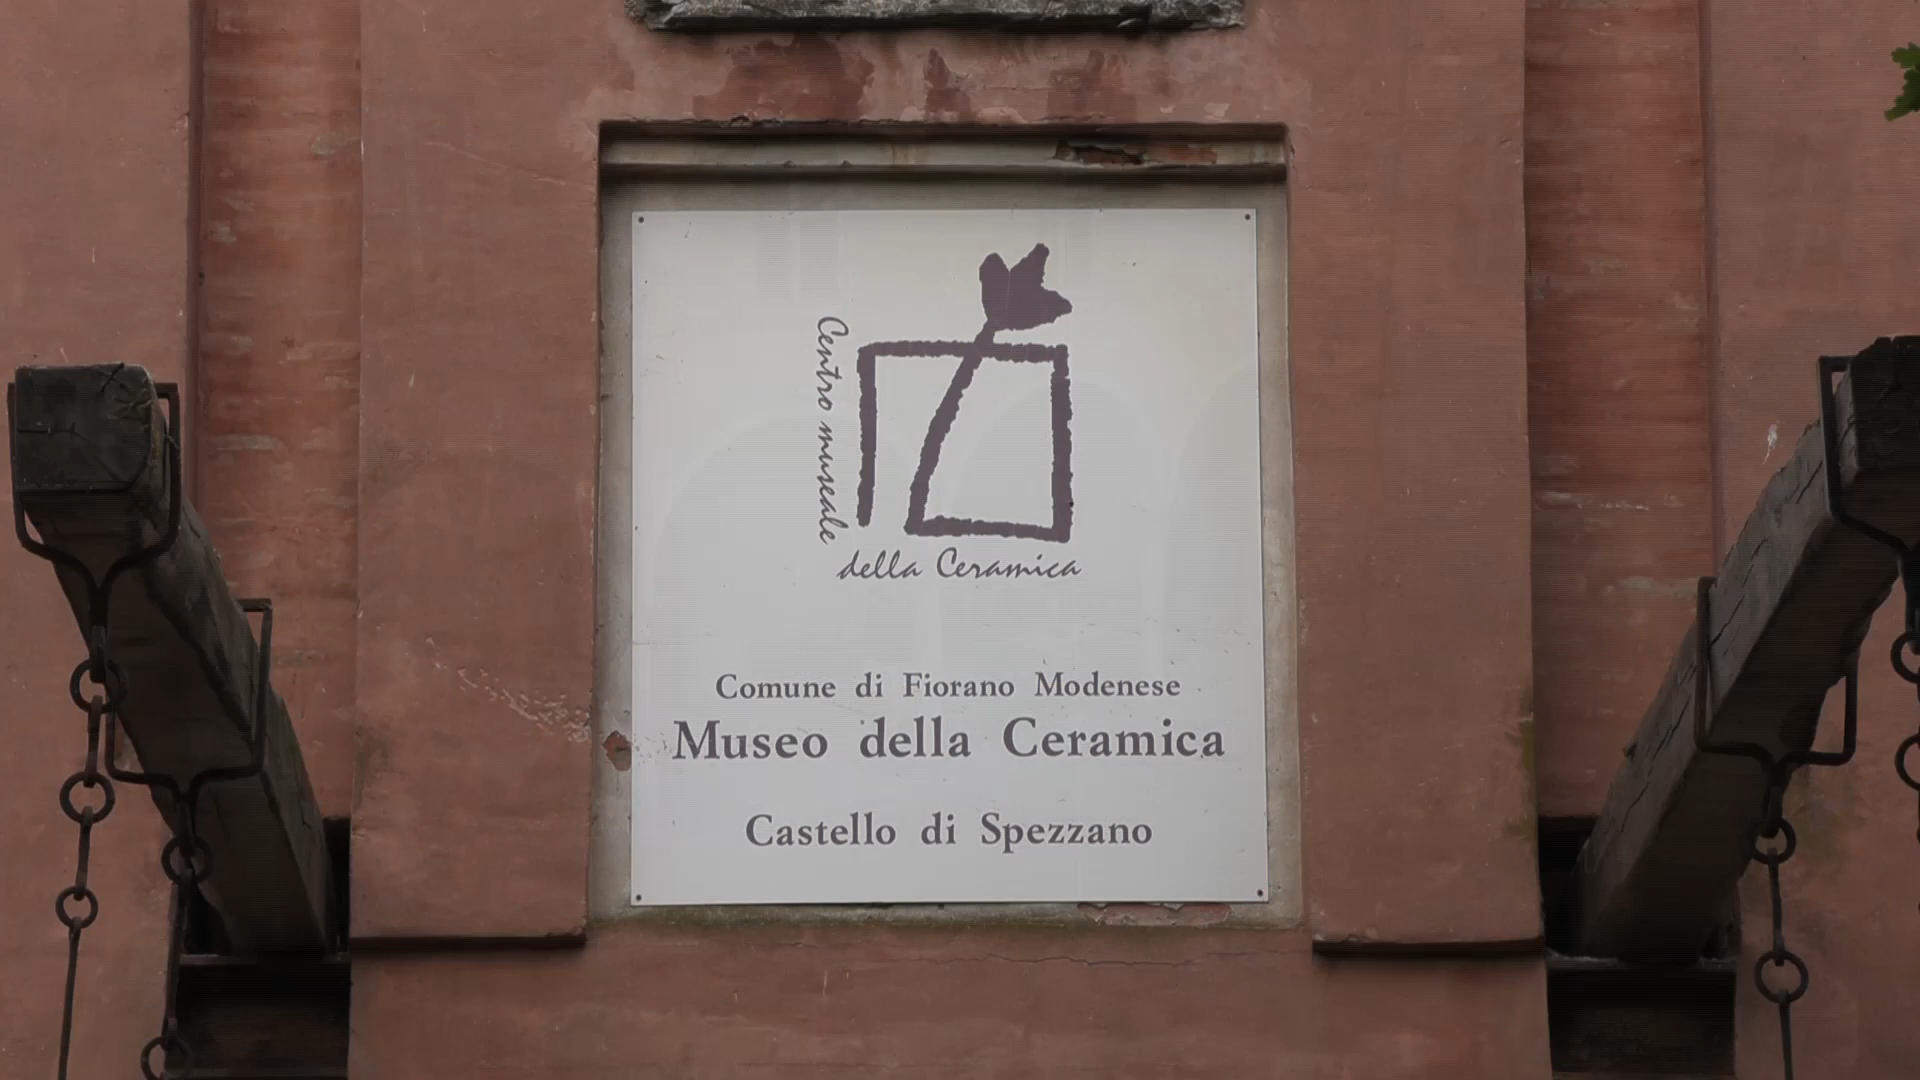 Centro museale
della Ceramica
Comune di Fiorano Modenese
Museo della Ceramica
Castello di Spezzano